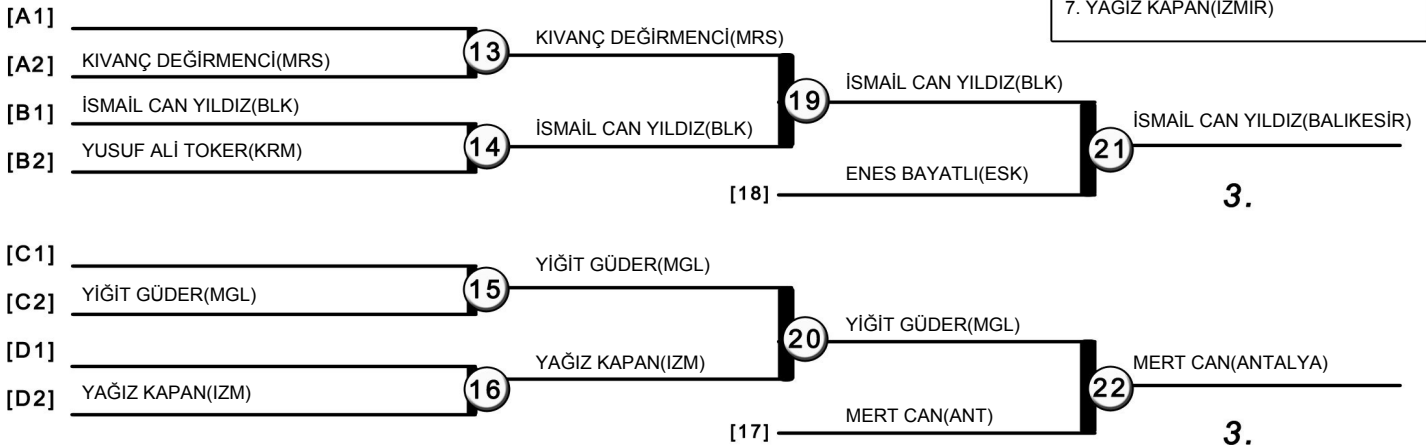 7. YAĞIZ KAPAN(İZMİR)
[A1]
13
KIVANÇ DEĞİRMENCİ(MRS)
[A2] KIVANÇ DEĞİRMENCİ(MRS)
19
İSMAİL CAN YILDIZ(BLK)
[B1] İSMAİL CAN YILDIZ(BLK)
14
İSMAİL CAN YILDIZ(BLK)
21
İSMAİL CAN YILDIZ(BALIKESİR)
[B2] YUSUF ALİ TOKER(KRM)
[18] ENES BAYATLI(ESK)
3.
[C1]
15
YİĞİT GÜDER(MGL)
[C2] YİĞİT GÜDER(MGL)
20
YİĞİT GÜDER(MGL)
[D1]
16
YAĞIZ KAPAN(IZM)
22
MERT CAN(ANTALYA)
[D2] YAĞIZ KAPAN(IZM)
[17] MERT CAN(ANT)
3.